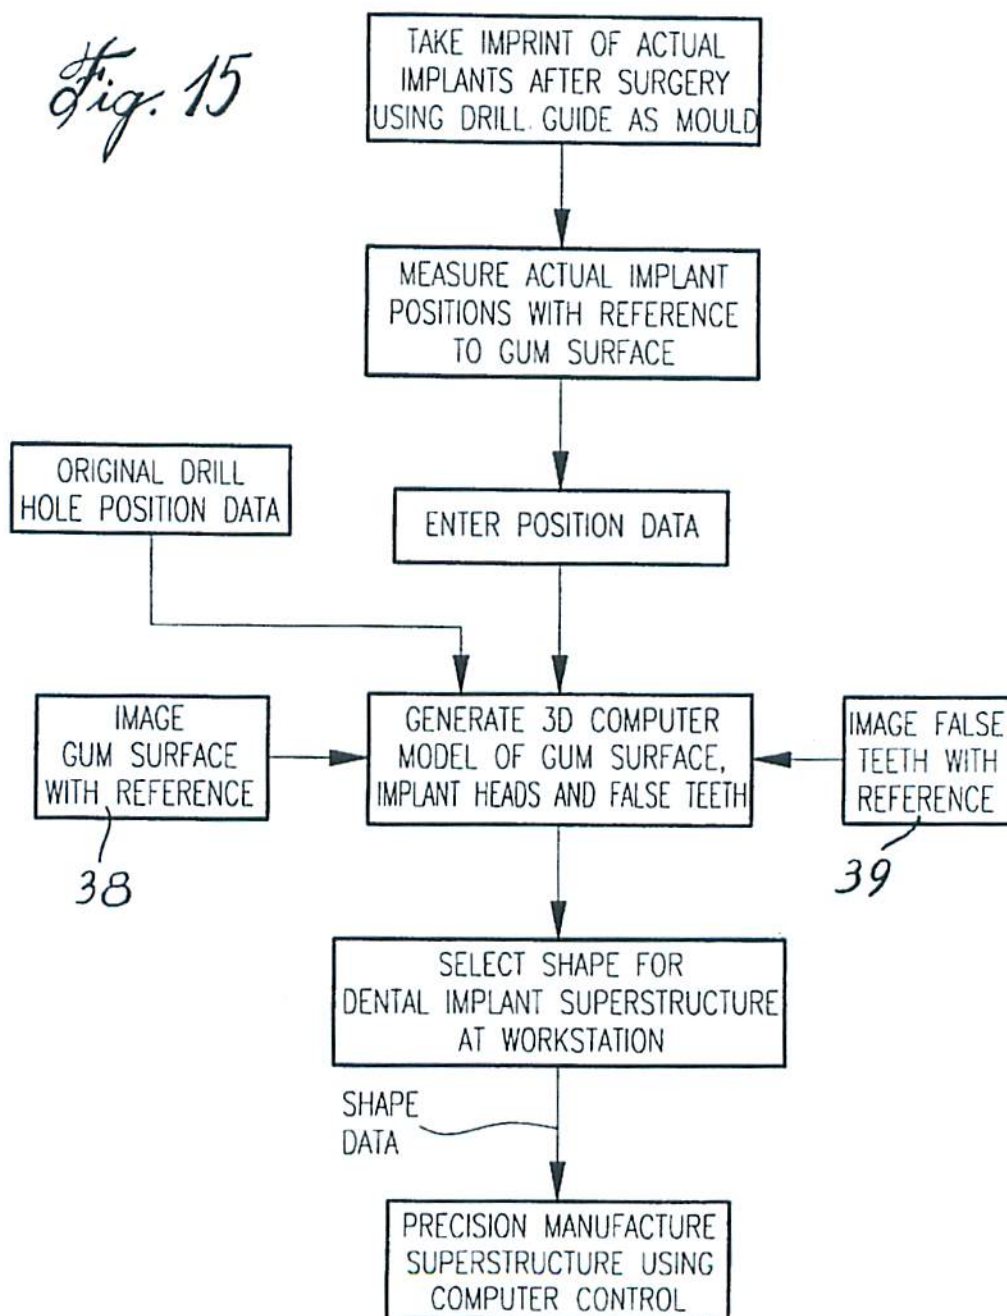 Fig. 15
TAKE IMPRINT OF ACTUAL
IMPLANTS AFTER SURGERY
USING DRILL GUIDE AS MOULD
MEASURE ACTUAL IMPLANT
POSITIONS WITH REFERENCE
TO GUM SURFACE
ORIGINAL DRILL
HOLE POSITION DATA
ENTER POSITION DATA
IMAGE
GUM SURFACE
WITH REFERENCE
38
GENERATE 3D COMPUTER
MODEL OF GUM SURFACE,
IMPLANT HEADS AND FALSE TEETH
IMAGE FALSE
TEETH WITH
REFERENCE
39
SELECT SHAPE FOR
DENTAL IMPLANT SUPERSTRUCTURE
AT WORKSTATION
SHAPE
DATA
PRECISION MANUFACTURE
SUPERSTRUCTURE USING
COMPUTER CONTROL